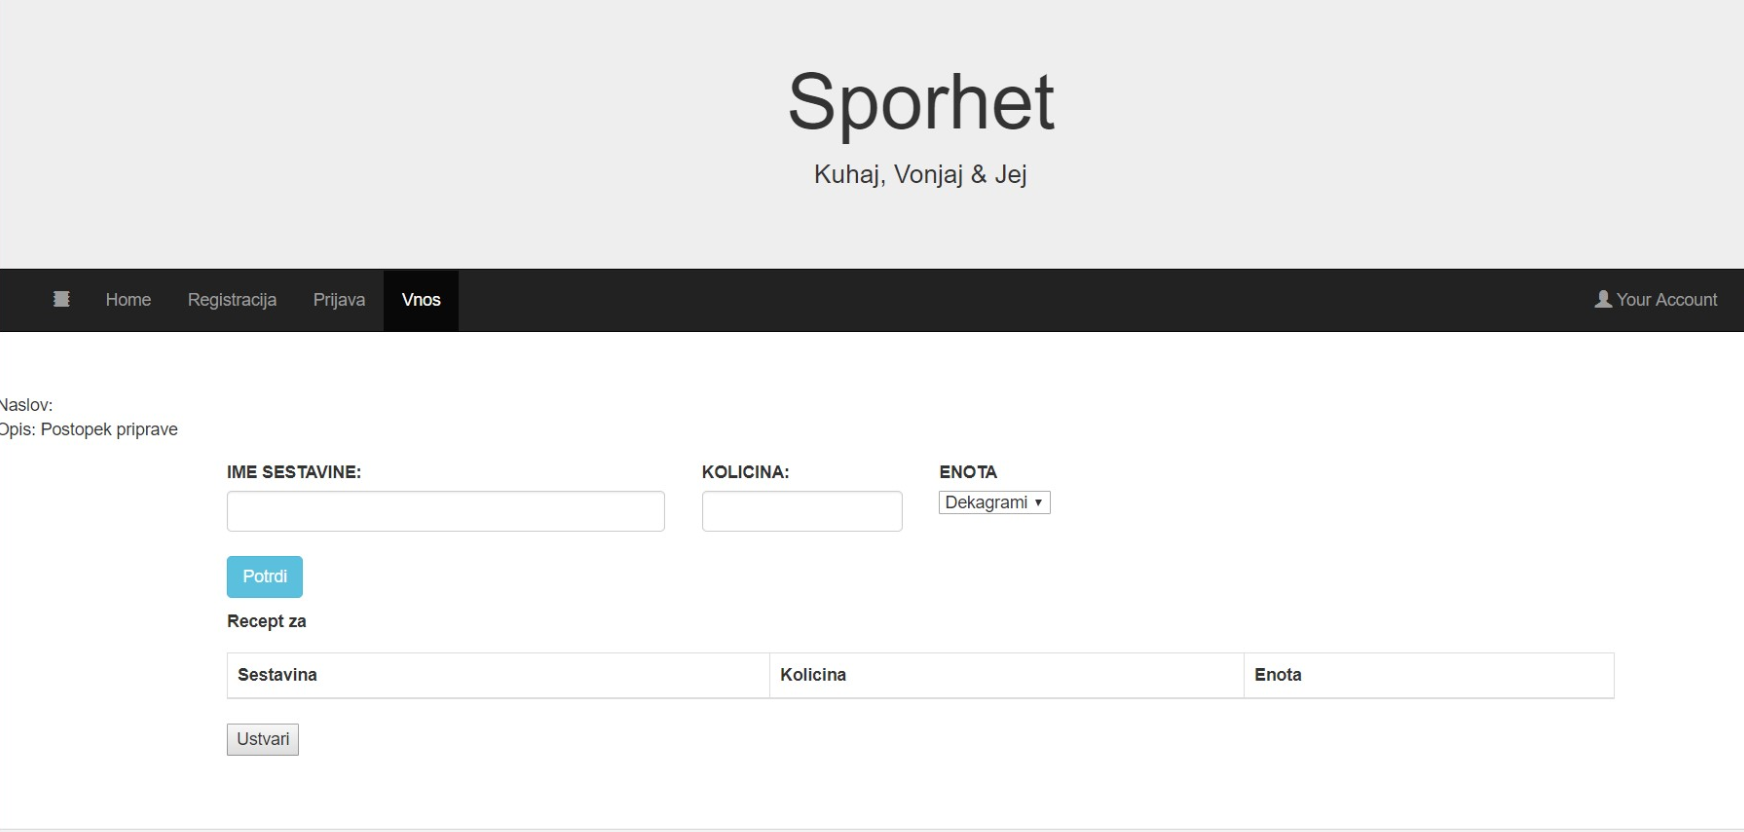 Sporhet
Kuhaj, Vonjaj & Jej
Home Registracija Prijava Vnos Your Account
Naslov:
Opis: Postopek priprave
IME SESTAVINE: KOLICINA: ENOTA
Dekagrami
Potrdi
Recept za
Sestavina Kolicina Enota
Ustvari